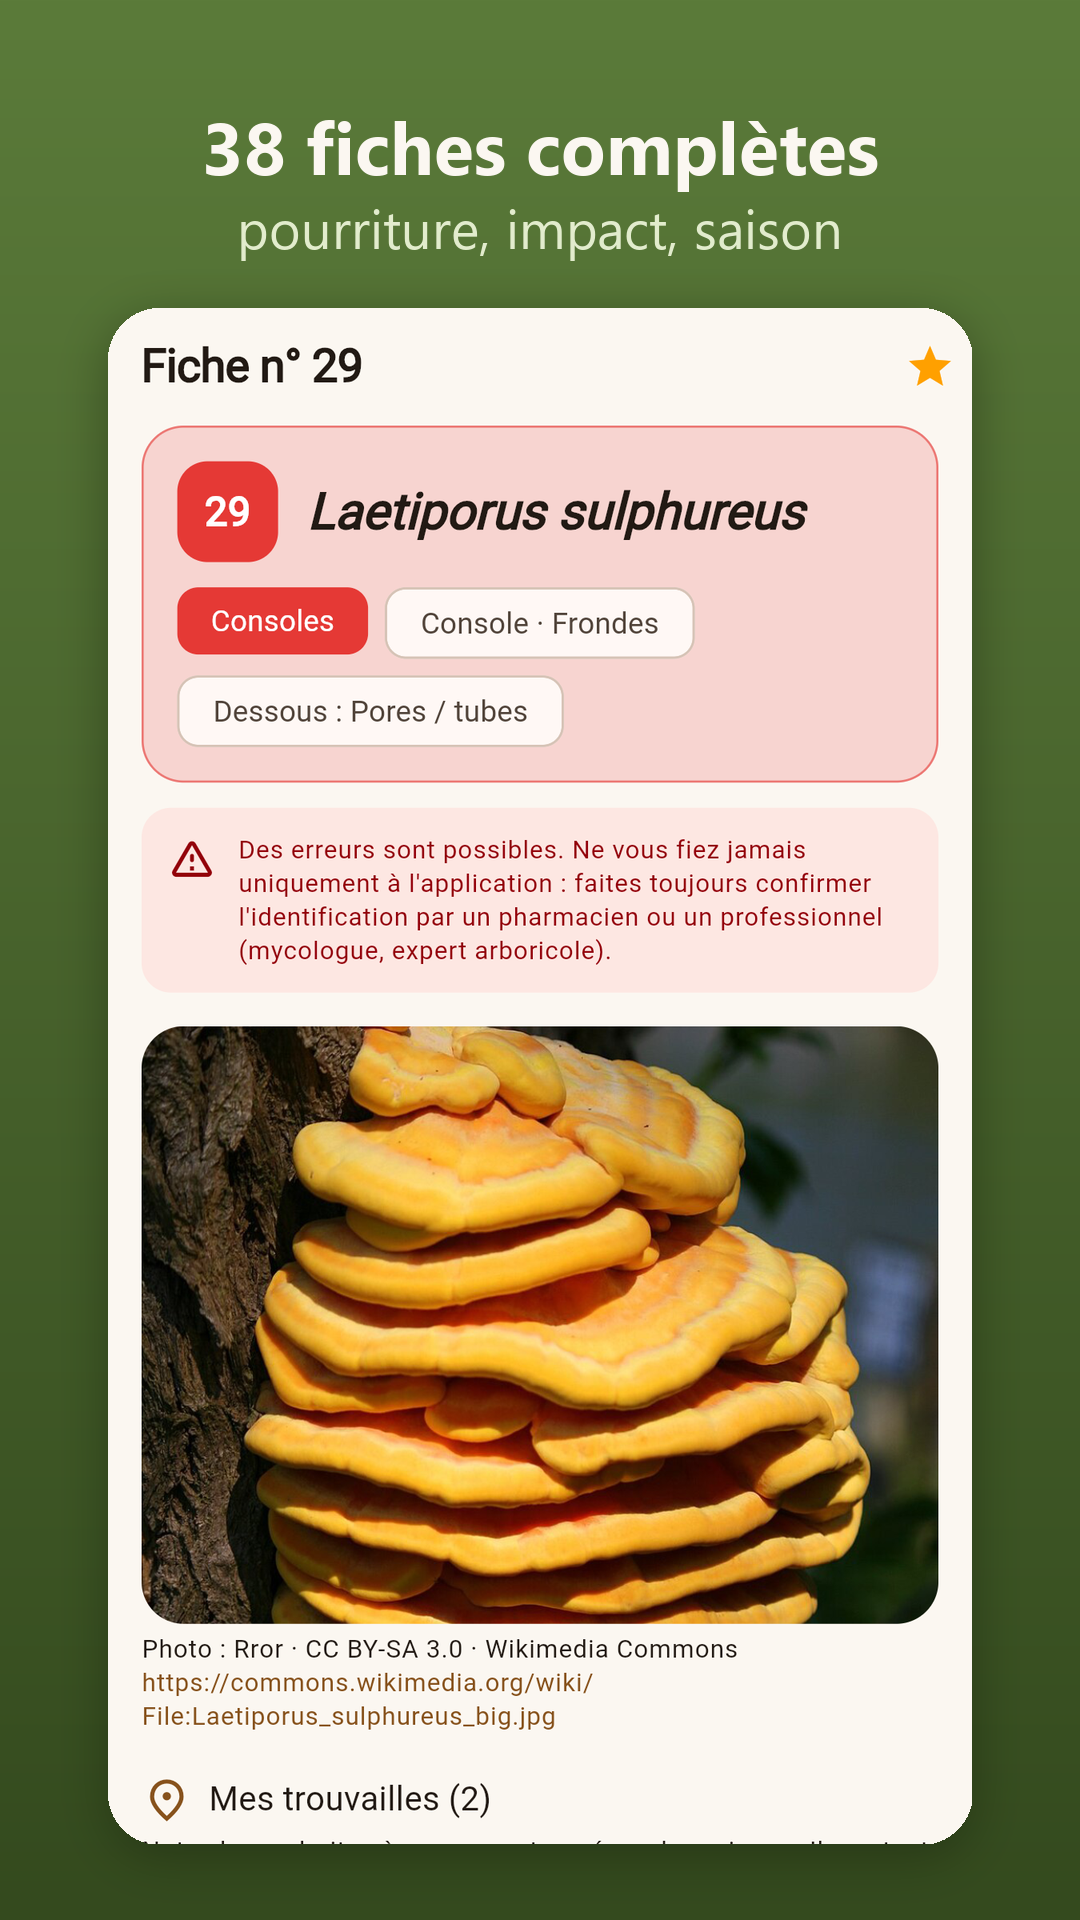 38 fiches complètes
pourriture, impact, saison
Fiche n° 29
29
Laetiporus sulphureus
Consoles
Console · Frondes
Dessous : Pores / tubes
Des erreurs sont possibles. Ne vous fiez jamais
uniquement à l'application : faites toujours confirmer
l'identification par un pharmacien ou un professionnel
(mycologue, expert arboricole).
Photo : Rror · CC BY-SA 3.0 · Wikimedia Commons
https://commons.wikimedia.org/wiki/
File:Laetiporus_sulphureus_big.jpg
Mes trouvailles (2)